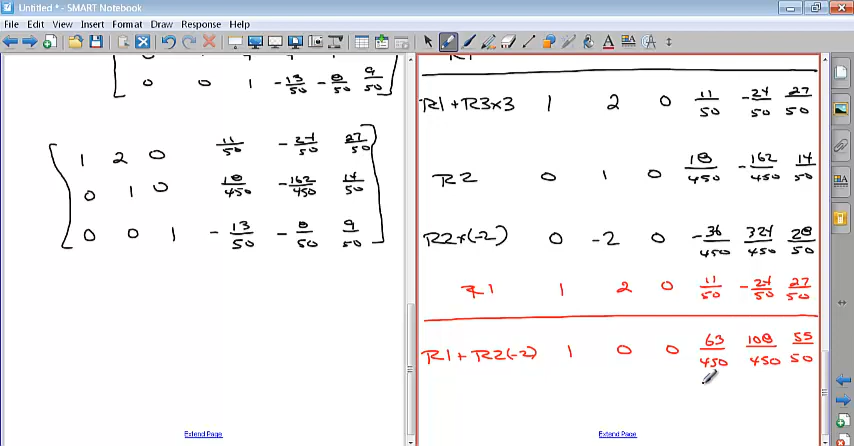 Untitled * - SMART Notebook
File Edit View Insert Format Draw Response Help
0 0 1 -13/50 -8/50 9/50
1 2 0 11/50 -24/50 27/50
0 1 0 18/450 -162/450 14/50
0 0 1 -13/50 -8/50 9/50
Extend Page
R1+R3x3 1 2 0 11/50 -24/50 27/50
R2 0 1 0 18/450 -162/450 14/50
R2x(-2) 0 -2 0 -36/450 324/450 28/50
R1 1 2 0 11/50 -24/50 27/50
R1+R2(-2) 1 0 0 63/450 108/450 55/50
Extend Page